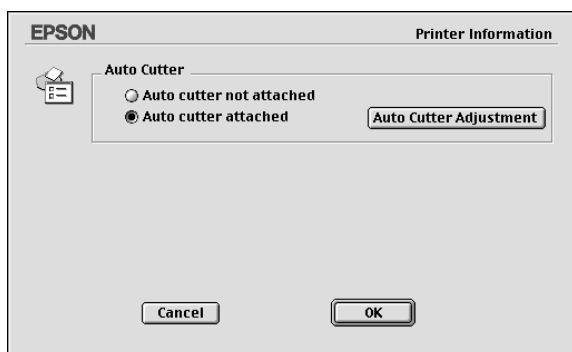 EPSON
Printer Information
Auto Cutter
Auto cutter not attached
Auto cutter attached
Auto Cutter Adjustment
Cancel
OK